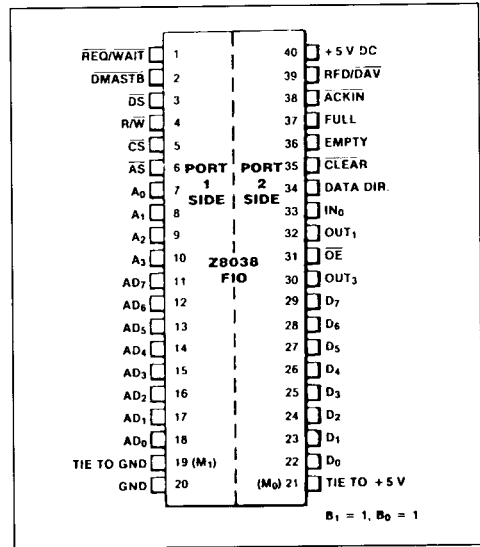 REQ/WAIT 1 40 +5 V DC
DMASTB 2 39 RFD/DAV
DS 3 38 ACKIN
R/W 4 37 FULL
CS 5 36 EMPTY
AS 6 35 CLEAR
PORT 1 SIDE PORT 2 SIDE
A0 7 34 DATA DIR.
A1 8 33 IN0
A2 9 32 OUT1
A3 10 31 OE
Z8038 FIO
AD7 11 30 OUT3
AD6 12 29 D7
AD5 13 28 D6
AD4 14 27 D5
AD3 15 26 D4
AD2 16 25 D3
AD1 17 24 D2
AD0 18 23 D1
TIE TO GND 19 (M1) 22 D0
GND 20 (M0) 21 TIE TO +5 V
B1 = 1, B0 = 1